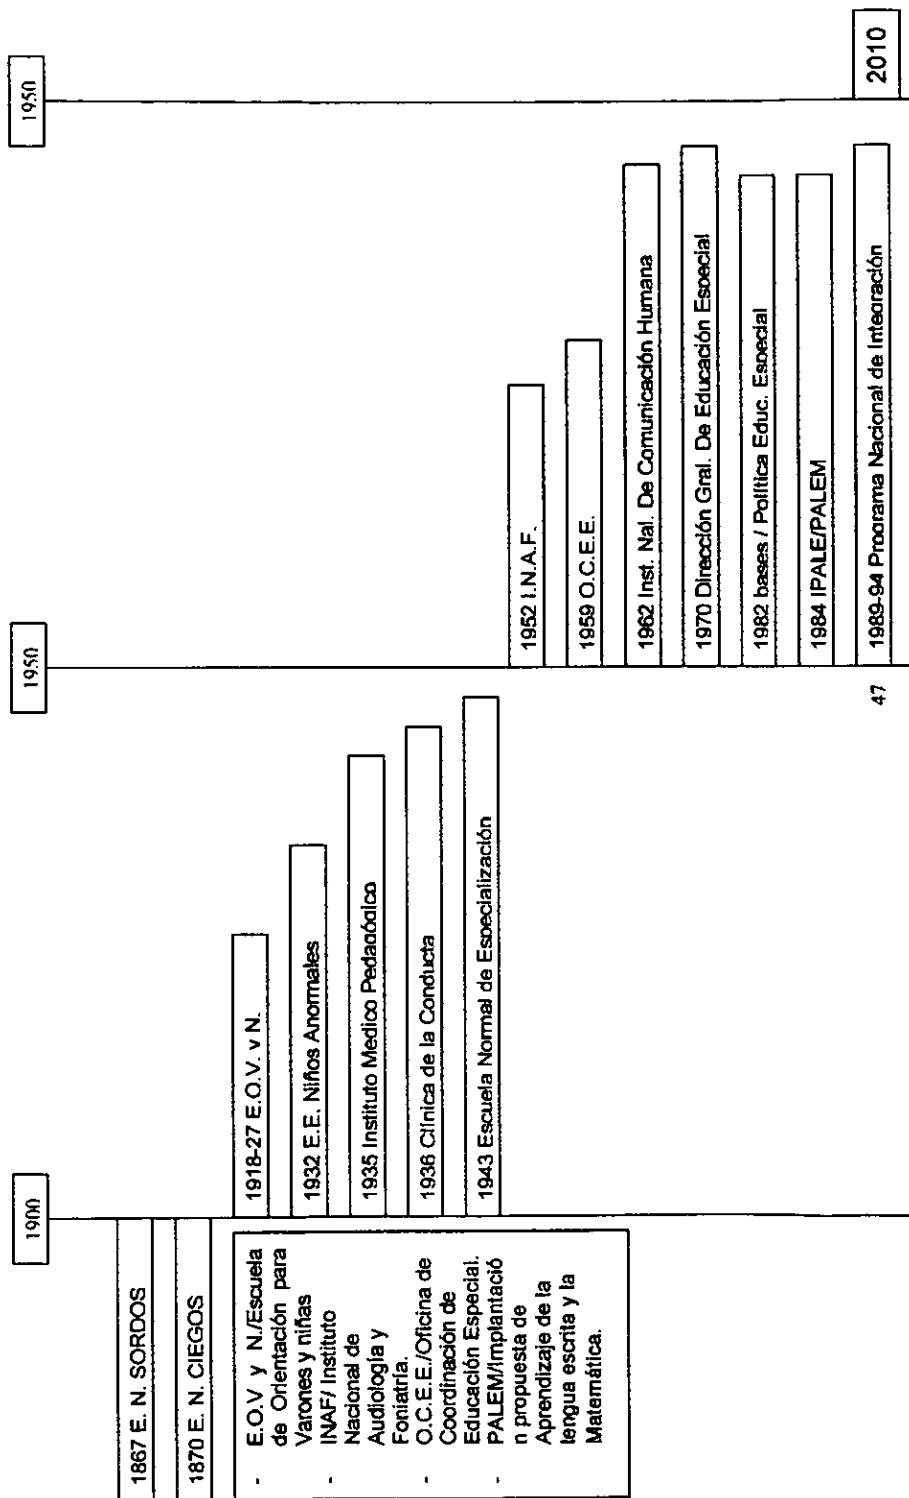 1900
1950
1950
1867 E. N. SORDOS
1870 E. N. CIEGOS
1918-27 E.O.V. y N.
1932 E.E. Niños Anormales
1935 Instituto Medico Pedagógico
1936 Clínica de la Conducta
1943 Escuela Normal de Especialización
1952 I.N.A.F.
1959 O.C.E.E.
1962 Inst. Nal. De Comunicación Humana
1970 Dirección Gral. De Educación Especial
1982 bases / Política Educ. Especial
1984 IPALE/PALEM
1989-94 Programa Nacional de Integración
2010
- E.O.V y N./Escuela
de Orientación para
Varones y niñas
- INAF/ Instituto
Nacional de
Audiología y
Foniatría.
- O.C.E.E./Oficina de
Coordinación de
Educación Especial.
- PALEM/Implantació
n propuesta de
Aprendizaje de la
lengua escrita y la
Matemática.
47